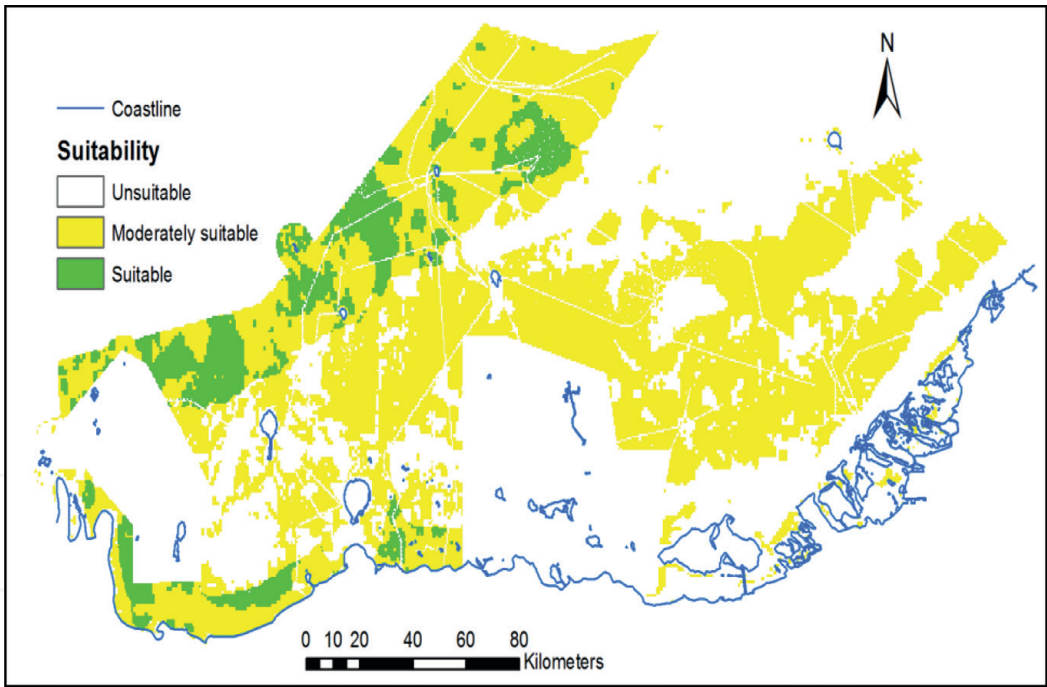 N
Coastline
Suitability
Unsuitable
Moderately suitable
Suitable
0 10 20 40 60 80
Kilometers